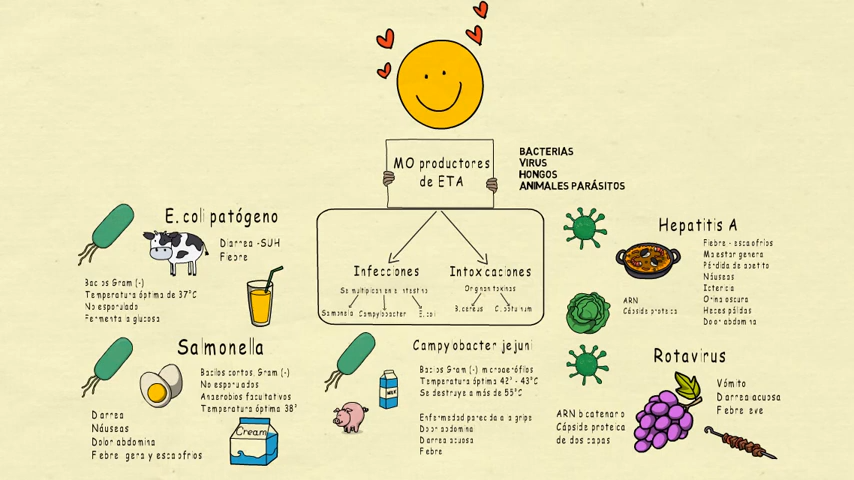 MO productores
de ETA
BACTERIAS
VIRUS
HONGOS
ANIMALES PARÁSITOS
Infecciones
Intoxicaciones
Se multiplican en el intestino
Originan toxinas
Salmonela
Campylobacter
E.coli
B.cereus
C.botulinum
E.coli patógeno
Diarrea -SUH
Fiebre
Bacilos Gram (-)
Temperatura óptima de 37°C
No esporulado
Fermenta glucosa
Hepatitis A
Fiebre - escalofríos
Malestar general
Pérdida de apetito
Náuseas
Ictericia
Orina oscura
Heces pálidas
Dolor abdominal
ARN
Cápside proteica
Salmonella
Bacilos cortos, Gram (-)
No esporulados
Anaerobios facultativos
Temperatura óptima 38°
Diarrea
Náuseas
Dolor abdominal
Fiebre ligera y escalofríos
Cream
Campylobacter jejuni
Bacilos Gram (-) microaerófilos
Temperatura óptima 42° - 43°C
Se destruye a más de 55°C
MILK
Enfermedad parecida a la gripe
Dolor abdominal
Diarrea acuosa
Fiebre
Rotavirus
Vómito
Diarrea acuosa
Fiebre leve
ARN bicatenario
Cápside proteica
de dos capas